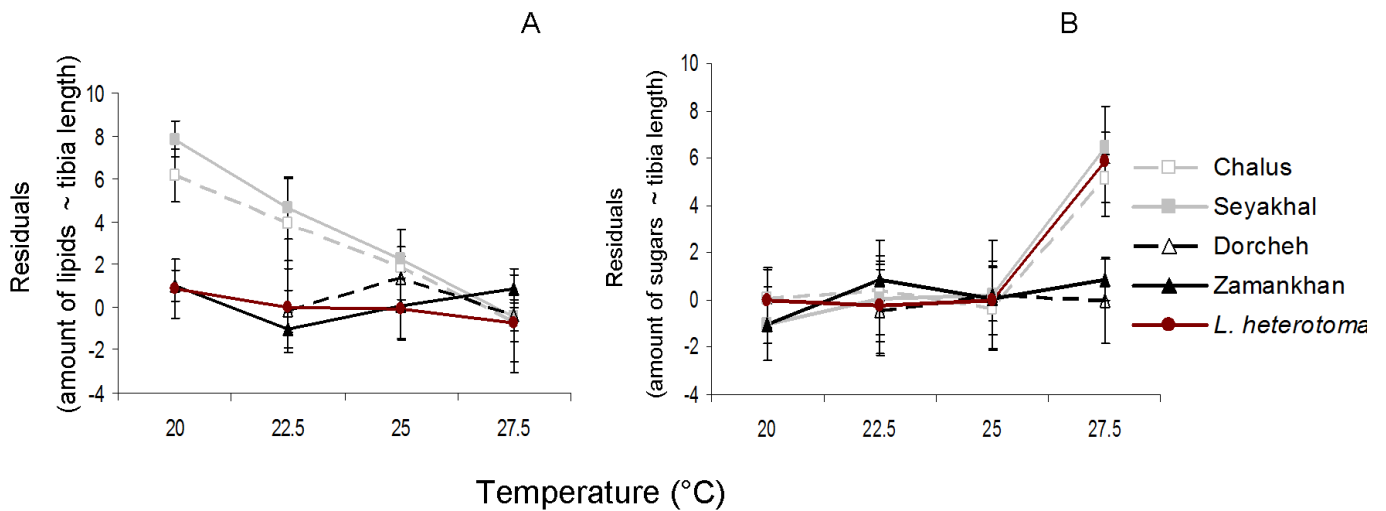 A
B
Residuals
(amount of lipids ~ tibia length)
10
8
6
4
2
0
-2
-4
20
22.5
25
27.5
Residuals
(amount of sugars ~ tibia length)
10
8
6
4
2
0
-2
-4
20
22.5
25
27.5
Chalus
Seyakhal
Dorcheh
Zamankhan
L. heterotoma
Temperature (°C)